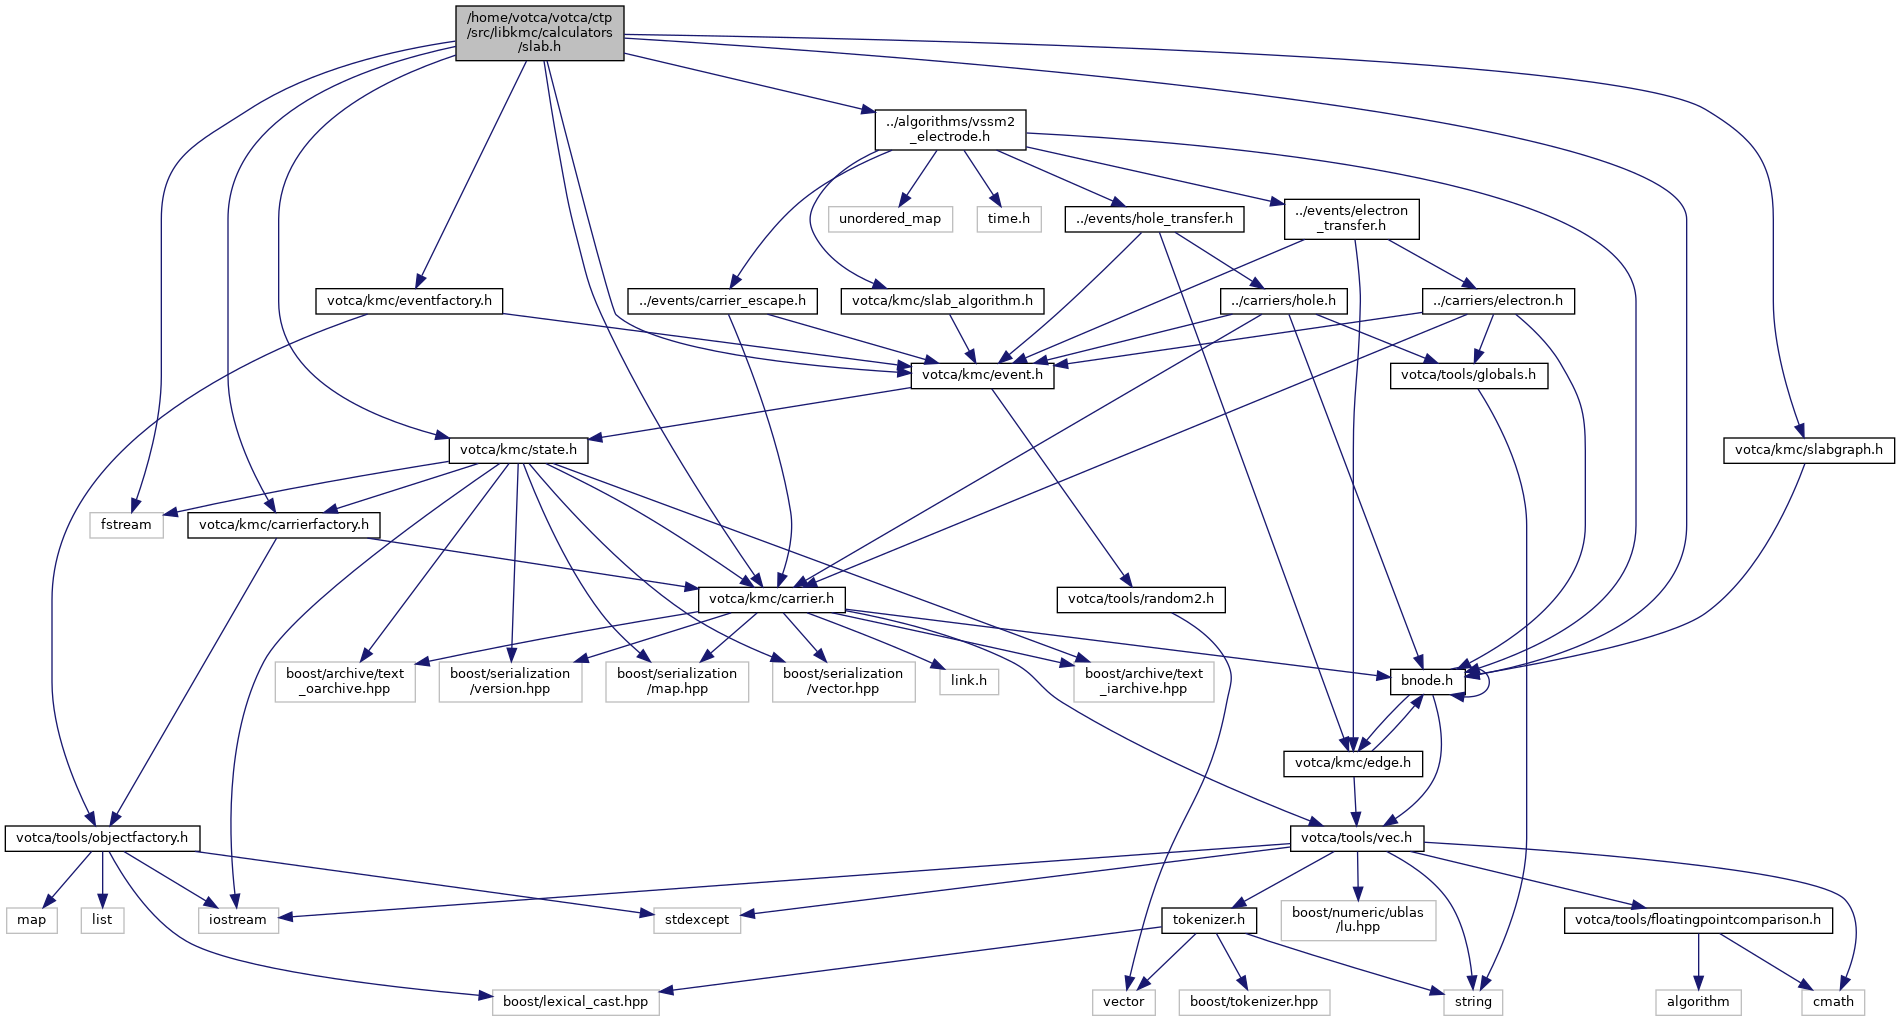 /home/votca/votca/ctp
/src/libkmc/calculators
/slab.h
../algorithms/vssm2
_electrode.h
unordered_map
time.h
../events/hole_transfer.h
../events/electron
_transfer.h
votca/kmc/eventfactory.h
../events/carrier_escape.h
votca/kmc/slab_algorithm.h
../carriers/hole.h
../carriers/electron.h
votca/kmc/event.h
votca/tools/globals.h
votca/kmc/state.h
votca/kmc/slabgraph.h
fstream
votca/kmc/carrierfactory.h
votca/kmc/carrier.h
votca/tools/random2.h
boost/archive/text
_oarchive.hpp
boost/serialization
/version.hpp
boost/serialization
/map.hpp
boost/serialization
/vector.hpp
link.h
boost/archive/text
_iarchive.hpp
bnode.h
votca/kmc/edge.h
votca/tools/objectfactory.h
votca/tools/vec.h
map
list
iostream
stdexcept
tokenizer.h
boost/numeric/ublas
/lu.hpp
votca/tools/floatingpointcomparison.h
boost/lexical_cast.hpp
vector
boost/tokenizer.hpp
string
algorithm
cmath